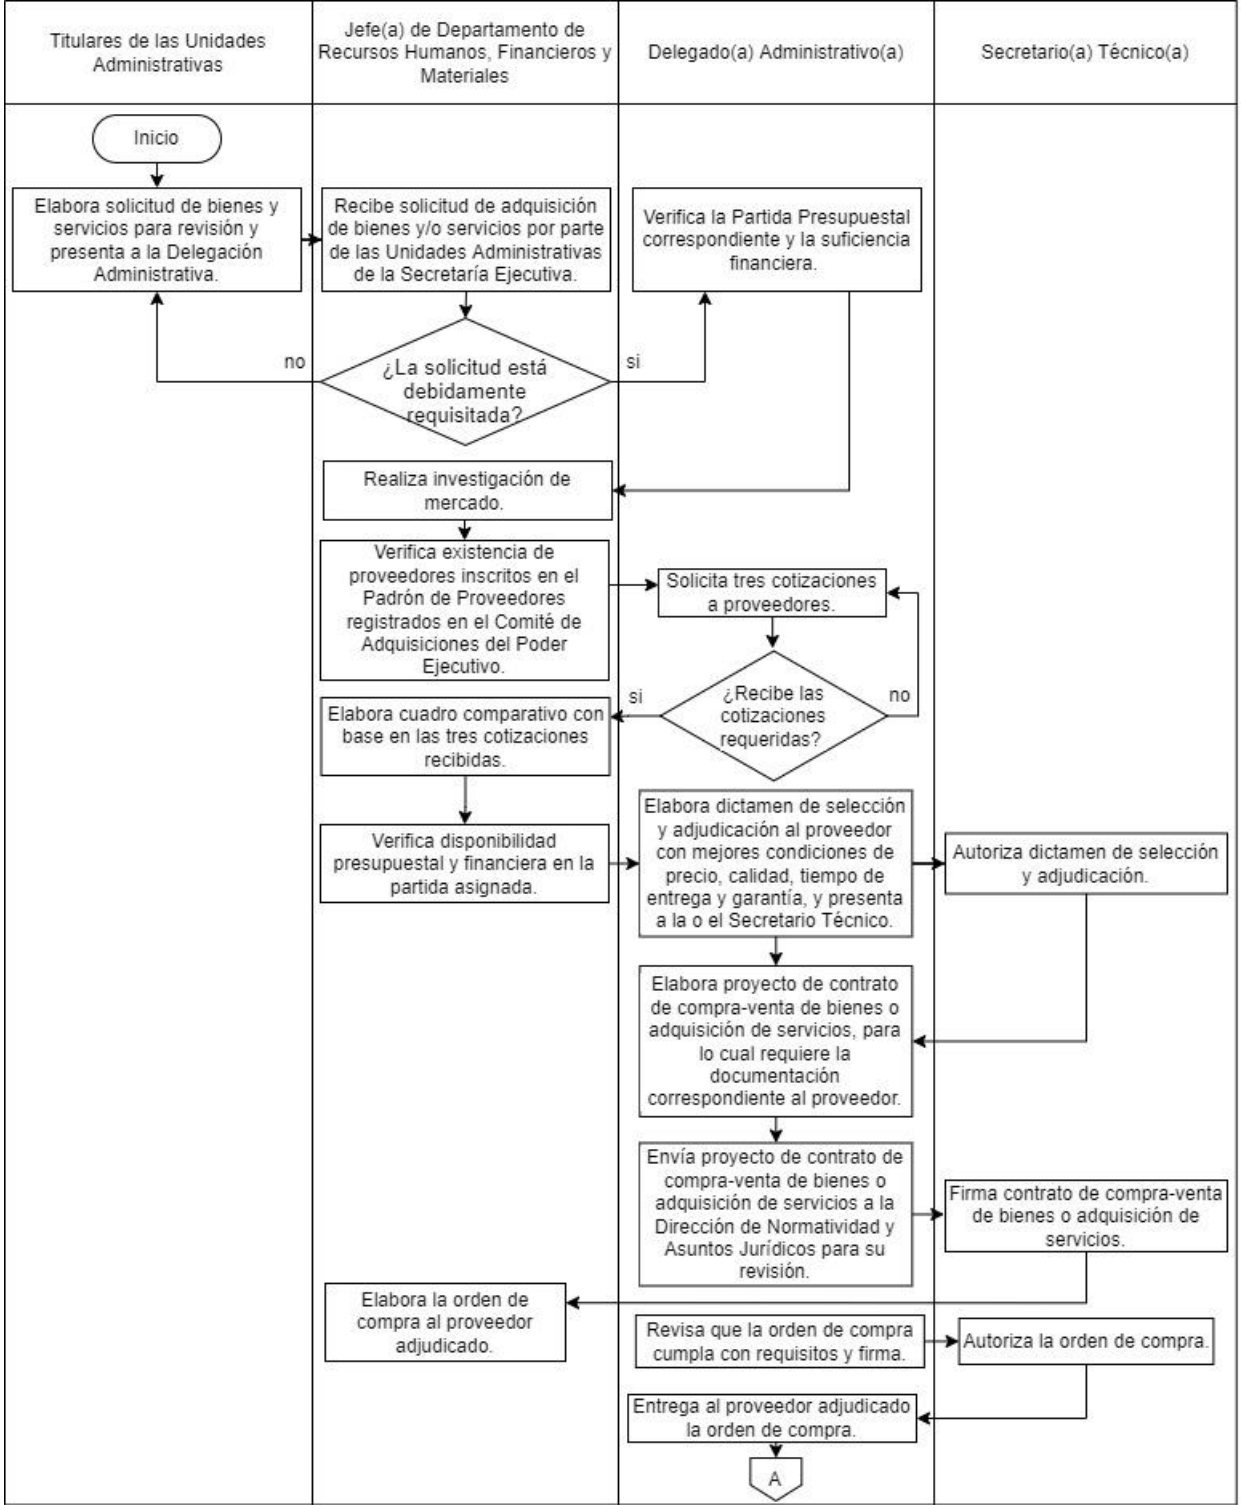 Titulares de las Unidades
Administrativas
Jefe(a) de Departamento de
Recursos Humanos, Financieros y
Materiales
Delegado(a) Administrativo(a)
Secretario(a) Técnico(a)
Inicio
Elabora solicitud de bienes y
servicios para revisión y
presenta a la Delegación
Administrativa.
Recibe solicitud de adquisición
de bienes y/o servicios por parte
de las Unidades Administrativas
de la Secretaría Ejecutiva.
Verifica la Partida Presupuestal
correspondiente y la suficiencia
financiera.
no
¿La solicitud está
debidamente
requisitada?
si
Realiza investigación de
mercado.
Verifica existencia de
proveedores inscritos en el
Padrón de Proveedores
registrados en el Comité de
Adquisiciones del Poder
Ejecutivo.
Solicita tres cotizaciones
a proveedores.
si
¿Recibe las
cotizaciones
requeridas?
no
Elabora cuadro comparativo con
base en las tres cotizaciones
recibidas.
Verifica disponibilidad
presupuestal y financiera en la
partida asignada.
Elabora dictamen de selección
y adjudicación al proveedor
con mejores condiciones de
precio, calidad, tiempo de
entrega y garantía, y presenta
a la o el Secretario Técnico.
Autoriza dictamen de selección
y adjudicación.
Elabora proyecto de contrato
de compra-venta de bienes o
adquisición de servicios, para
lo cual requiere la
documentación
correspondiente al proveedor.
Envía proyecto de contrato de
compra-venta de bienes o
adquisición de servicios a la
Dirección de Normatividad y
Asuntos Jurídicos para su
revisión.
Firma contrato de compra-venta
de bienes o adquisición de
servicios.
Elabora la orden de
compra al proveedor
adjudicado.
Revisa que la orden de compra
cumpla con requisitos y firma.
Autoriza la orden de compra.
Entrega al proveedor adjudicado
la orden de compra.
A